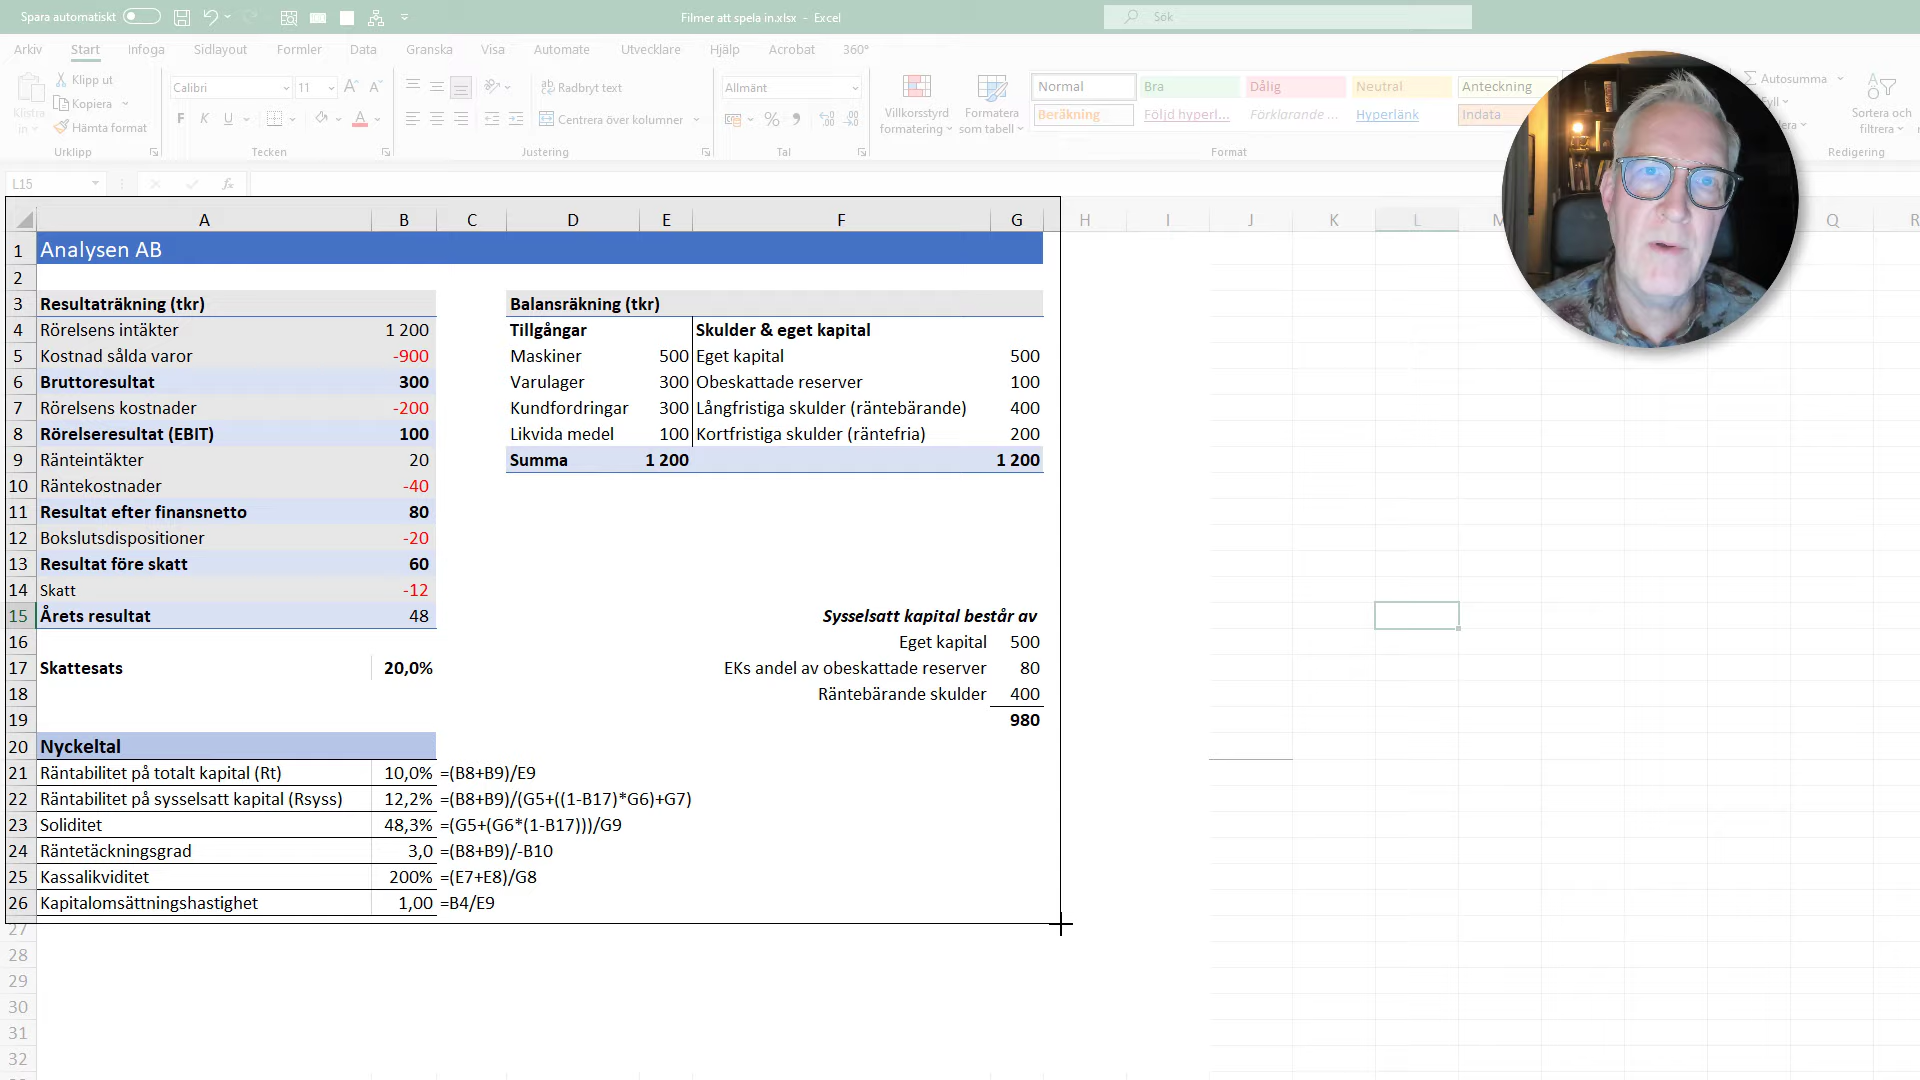 Spara automatiskt
Filmer att spela in.xlsx - Excel
Sök
Arkiv Start Infoga Sidlayout Formler Data Granska Visa Automate Utvecklare Hjälp Acrobat 360°
Klistra in
Klipp ut
Kopiera
Hämta format
Urklipp
Calibri 11
F K U
Tecken
Radbryt text
Centrera över kolumner
Justering
Allmänt
Tal
Villkorsstyrd formatering
Formatera som tabell
Normal Bra Dålig Neutral Anteckning
Beräkning Följd hyperl... Förklarande ... Hyperlänk Indata
Format
Autosumma
Fyll
Sortera och filtrera
Redigering
L15 fx
A B C D E F G H I J K L M Q R
1 Analysen AB
2
3 Resultaträkning (tkr) Balansräkning (tkr)
4 Rörelsens intäkter 1 200 Tillgångar Skulder & eget kapital
5 Kostnad sålda varor -900 Maskiner 500 Eget kapital 500
6 Bruttoresultat 300 Varulager 300 Obeskattade reserver 100
7 Rörelsens kostnader -200 Kundfordringar 300 Långfristiga skulder (räntebärande) 400
8 Rörelseresultat (EBIT) 100 Likvida medel 100 Kortfristiga skulder (räntefria) 200
9 Ränteintäkter 20 Summa 1 200 1 200
10 Räntekostnader -40
11 Resultat efter finansnetto 80
12 Bokslutsdispositioner -20
13 Resultat före skatt 60
14 Skatt -12
15 Årets resultat 48 Sysselsatt kapital består av
16 Eget kapital 500
17 Skattesats 20,0% EKs andel av obeskattade reserver 80
18 Räntebärande skulder 400
19 980
20 Nyckeltal
21 Räntabilitet på totalt kapital (Rt) 10,0% =(B8+B9)/E9
22 Räntabilitet på sysselsatt kapital (Rsyss) 12,2% =(B8+B9)/(G5+((1-B17)*G6)+G7)
23 Soliditet 48,3% =(G5+(G6*(1-B17)))/G9
24 Räntetäckningsgrad 3,0 =(B8+B9)/-B10
25 Kassalikviditet 200% =(E7+E8)/G8
26 Kapitalomsättningshastighet 1,00 =B4/E9
27
28
29
30
31
32